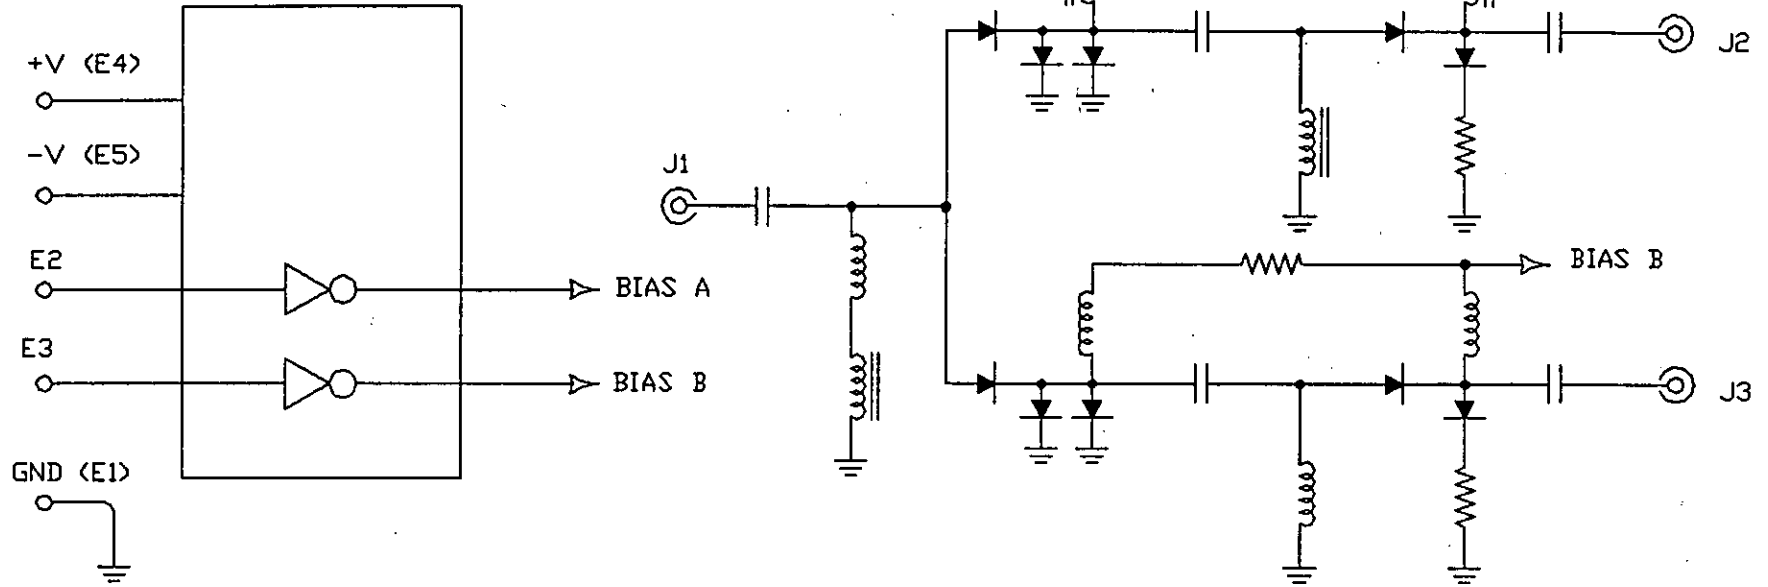 +V (E4)
-V (E5)
E2
E3
GND (E1)
BIAS A
BIAS B
J1
J2
BIAS B
J3